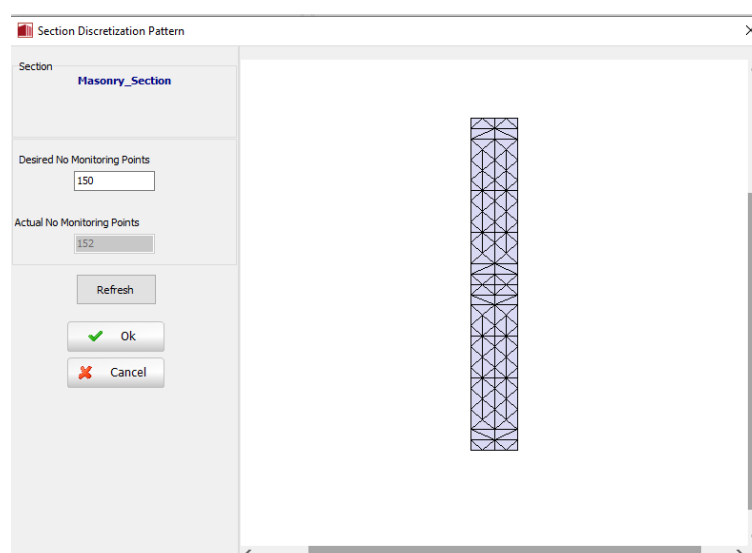 Section Discretization Pattern
Section
Masonry_Section
Desired No Monitoring Points
150
Actual No Monitoring Points
152
Refresh
Ok
Cancel